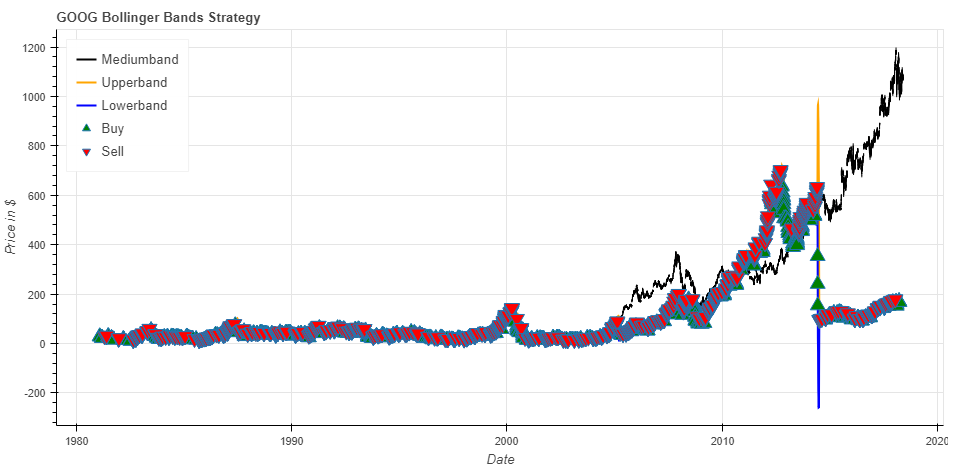 GOOG Bollinger Bands Strategy
Mediumband
Upperband
Lowerband
Buy
Sell
1200
1000
800
600
400
200
0
-200
Price in $
1980
1990
2000
2010
2020
Date